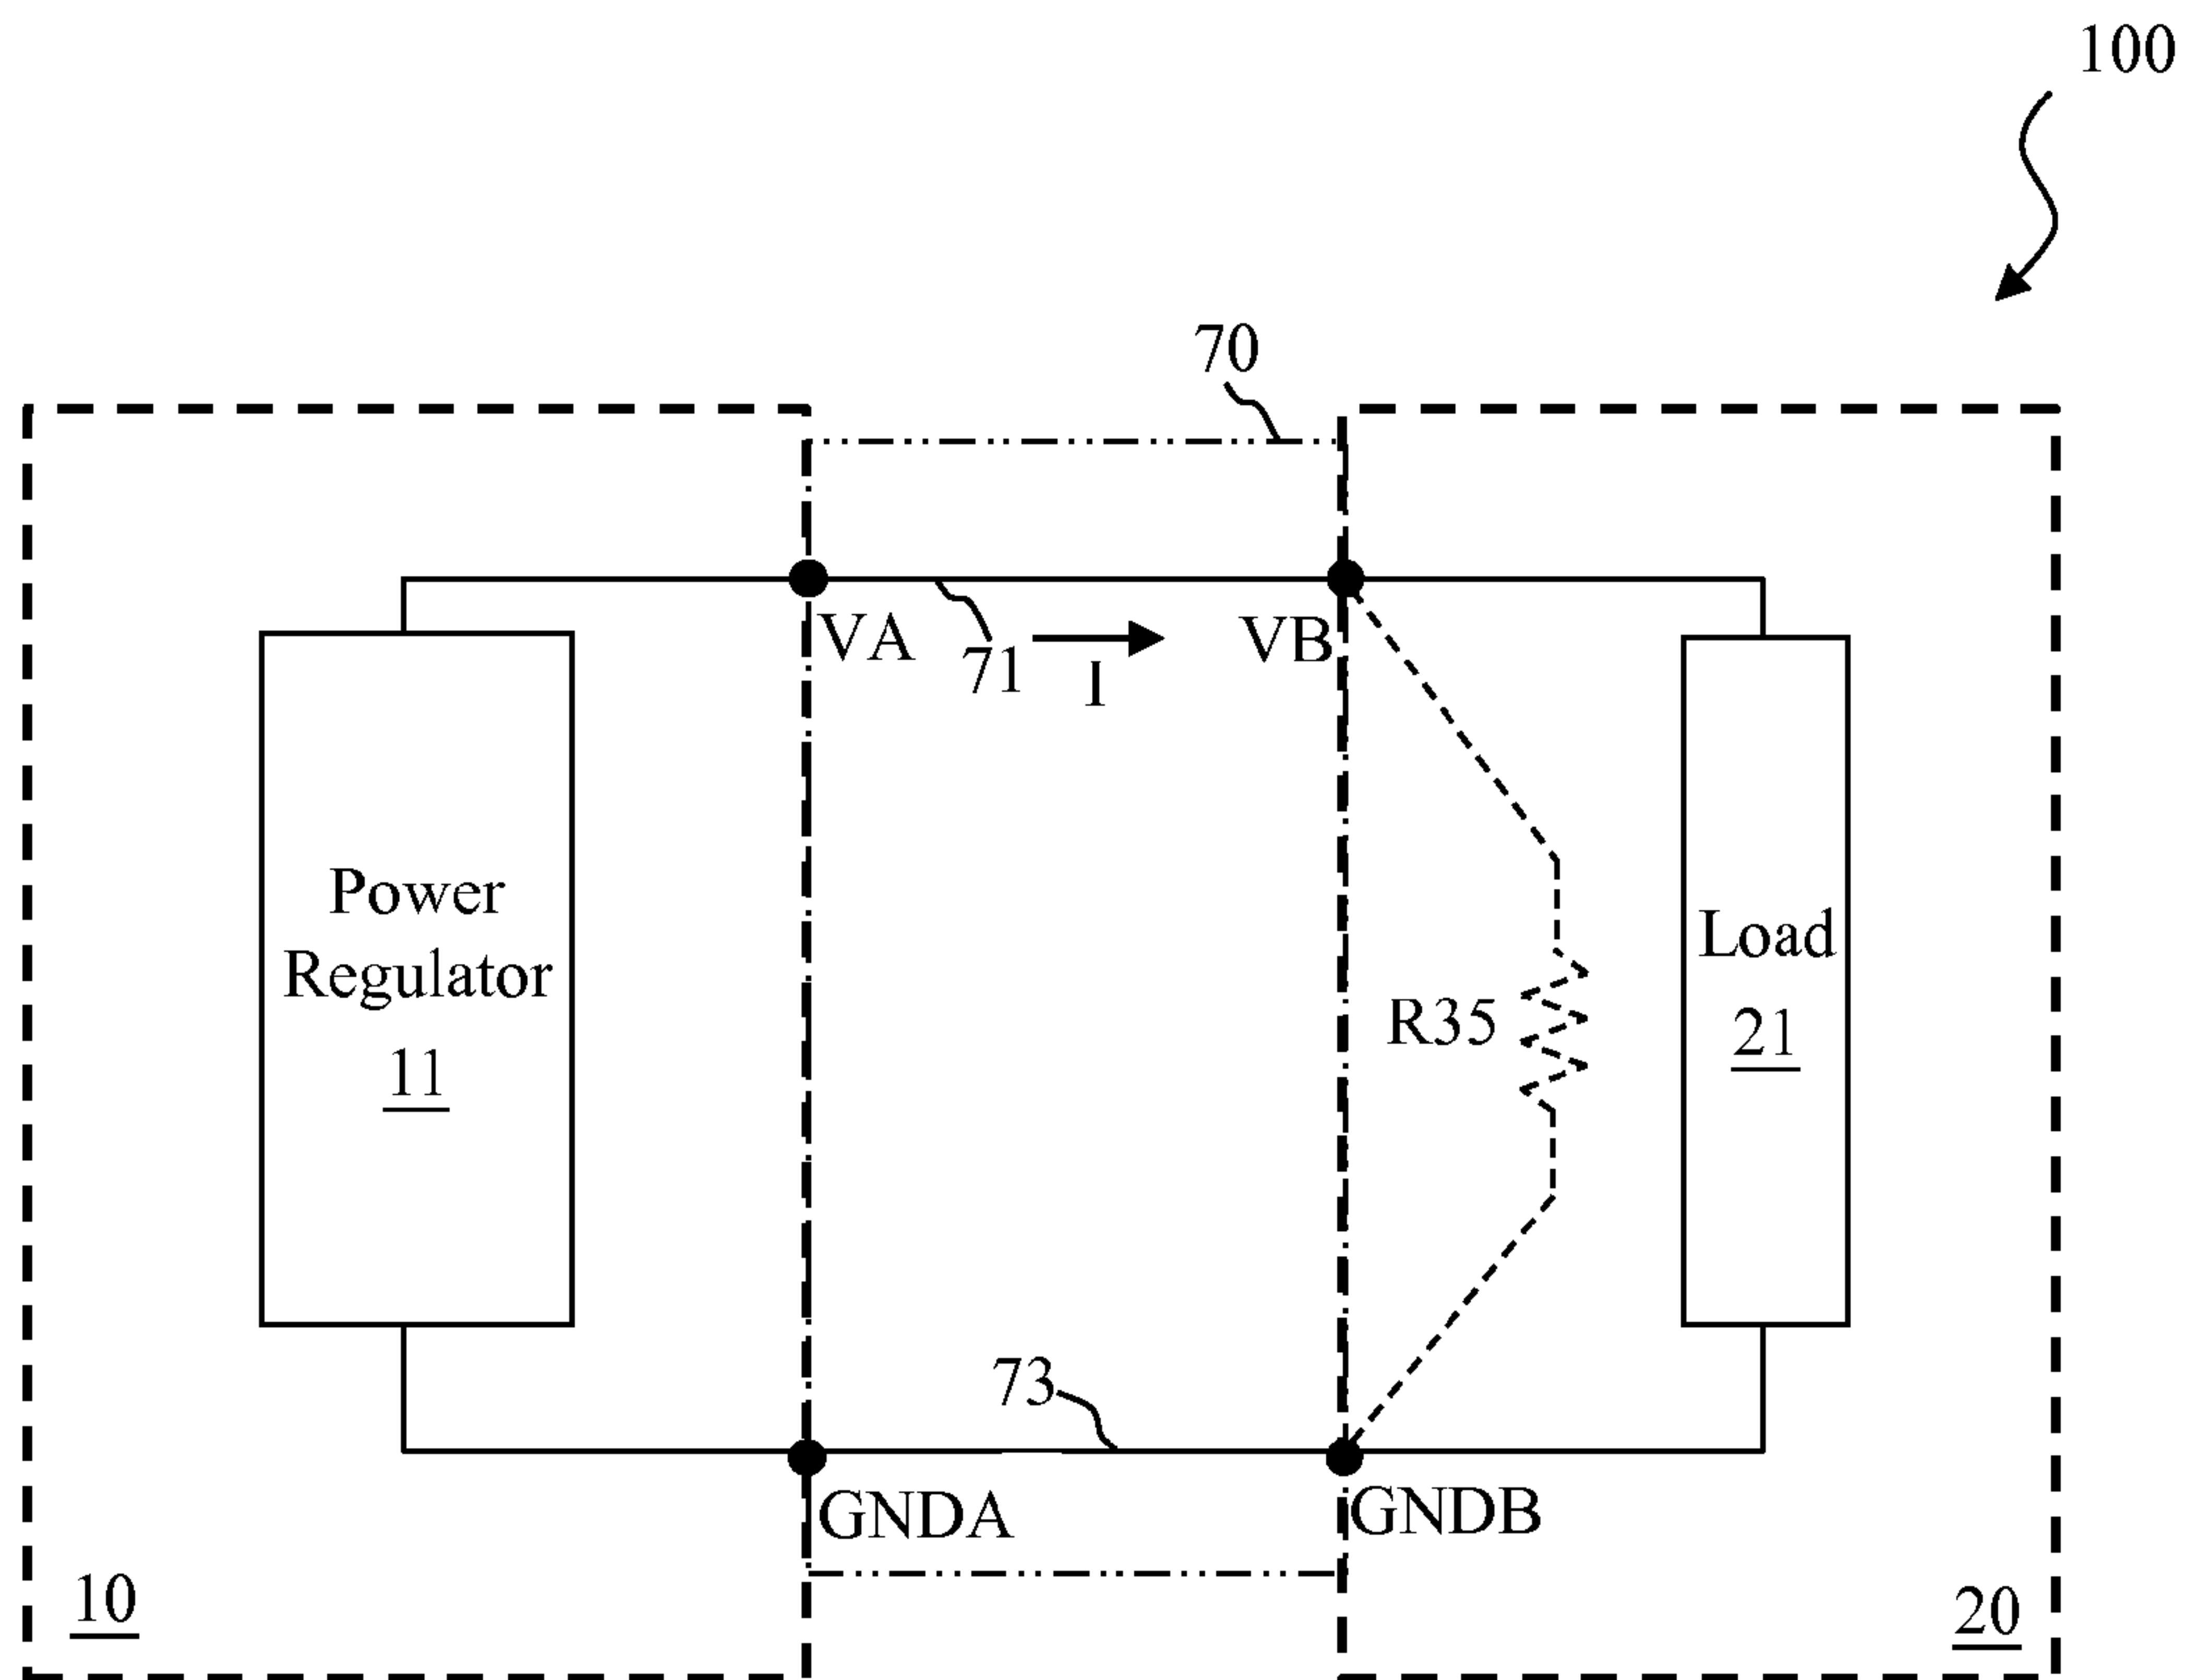 100
70
VA
71
I
VB
Power
Regulator
11
Load
21
R35
73
GNDA
GNDB
10
20